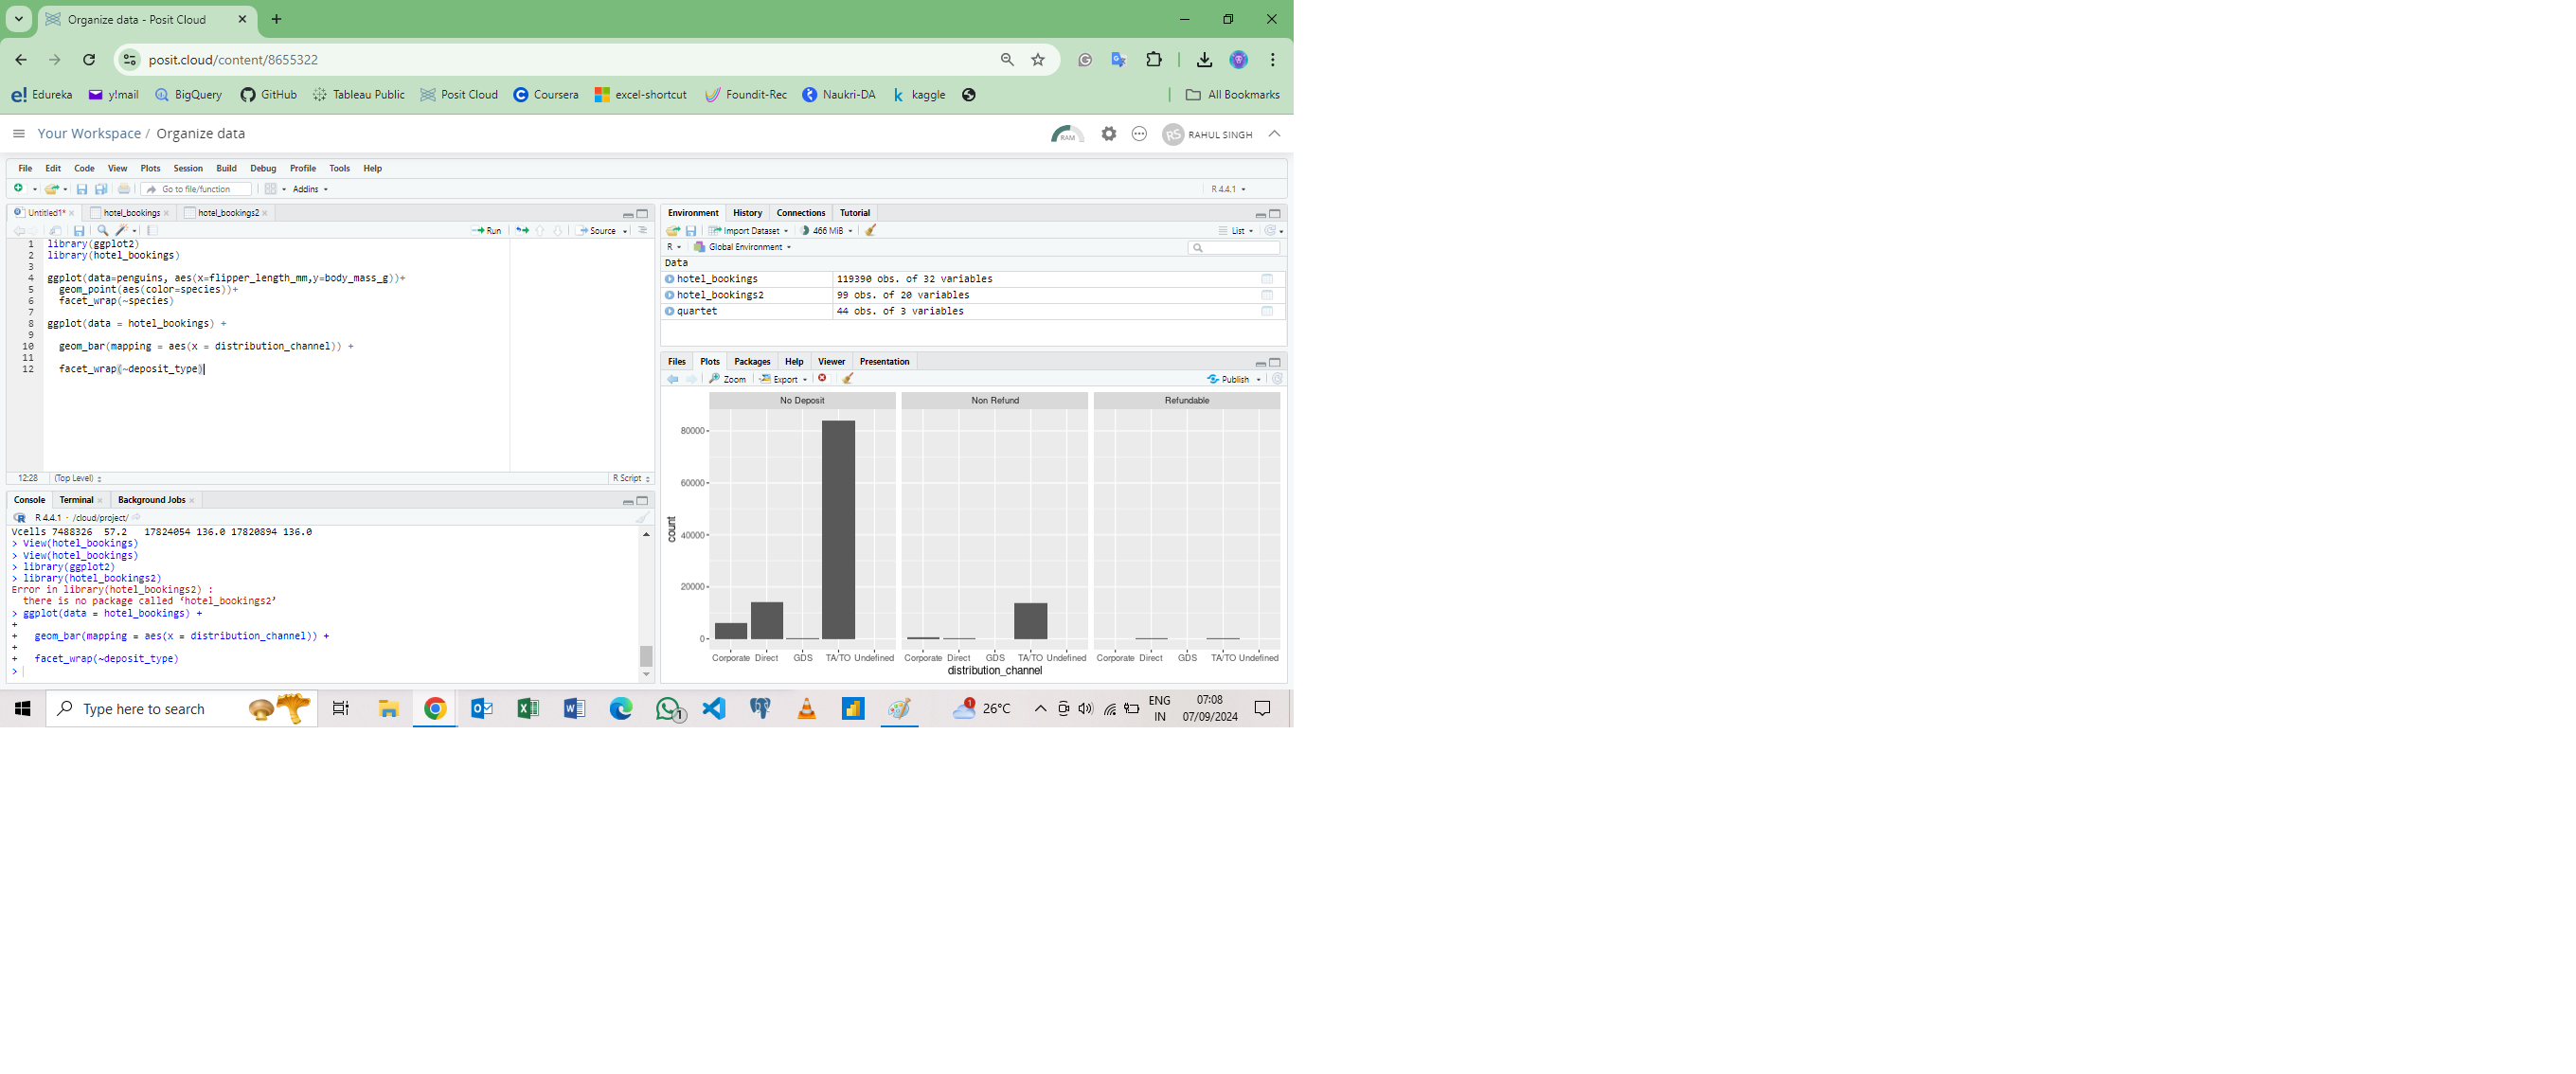 Organize data - Posit Cloud
posit.cloud/content/8655322
Edureka y!mail BigQuery GitHub Tableau Public Posit Cloud Coursera excel-shortcut Foundit-Rec Naukri-DA kaggle All Bookmarks
Your Workspace / Organize data
RAM RS RAHUL SINGH
File Edit Code View Plots Session Build Debug Profile Tools Help
Go to file/function Addins R 4.4.1
Untitled1* hotel_bookings hotel_bookings2
Run Source
1 library(ggplot2)
2 library(hotel_bookings)
3
4 ggplot(data=penguins, aes(x=flipper_length_mm,y=body_mass_g))+
5 geom_point(aes(color=species))+
6 facet_wrap(~species)
7
8 ggplot(data = hotel_bookings) +
9
10 geom_bar(mapping = aes(x = distribution_channel)) +
11
12 facet_wrap(~deposit_type)
12:28 (Top Level) R Script
Console Terminal Background Jobs
R 4.4.1 · /cloud/project/
Vcells 7488326 57.2 17824054 136.0 17820894 136.0
> View(hotel_bookings)
> View(hotel_bookings)
> library(ggplot2)
> library(hotel_bookings2)
Error in library(hotel_bookings2) :
there is no package called ‘hotel_bookings2’
> ggplot(data = hotel_bookings) +
+
+ geom_bar(mapping = aes(x = distribution_channel)) +
+
+ facet_wrap(~deposit_type)
>
Environment History Connections Tutorial
Import Dataset 466 MiB List
R Global Environment
Data
hotel_bookings 119390 obs. of 32 variables
hotel_bookings2 99 obs. of 20 variables
quartet 44 obs. of 3 variables
Files Plots Packages Help Viewer Presentation
Zoom Export Publish
No Deposit Non Refund Refundable
80000
60000
40000
20000
0
count
Corporate Direct GDS TA/TO Undefined Corporate Direct GDS TA/TO Undefined Corporate Direct GDS TA/TO Undefined
distribution_channel
Type here to search
1
1
26°C
ENG
IN
07:08
07/09/2024